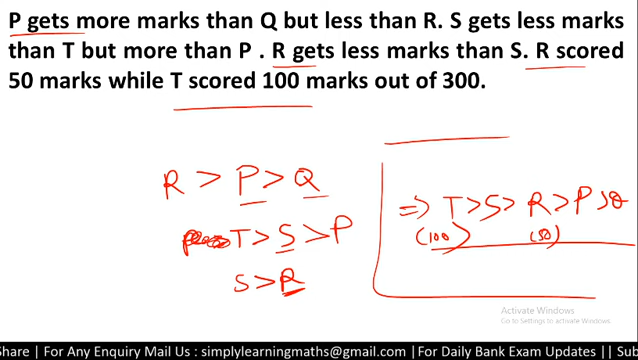 P gets more marks than Q but less than R. S gets less marks
than T but more than P . R gets less marks than S. R scored
50 marks while T scored 100 marks out of 300.
R > P > Q
T > S > P
S > R
=> T > S > R > P > Q
(100) (50)
Activate Windows
Go to Settings to activate Windows.
Share | For Any Enquiry Mail Us : simplylearningmaths@gmail.com |For Daily Bank Exam Updates || Sub